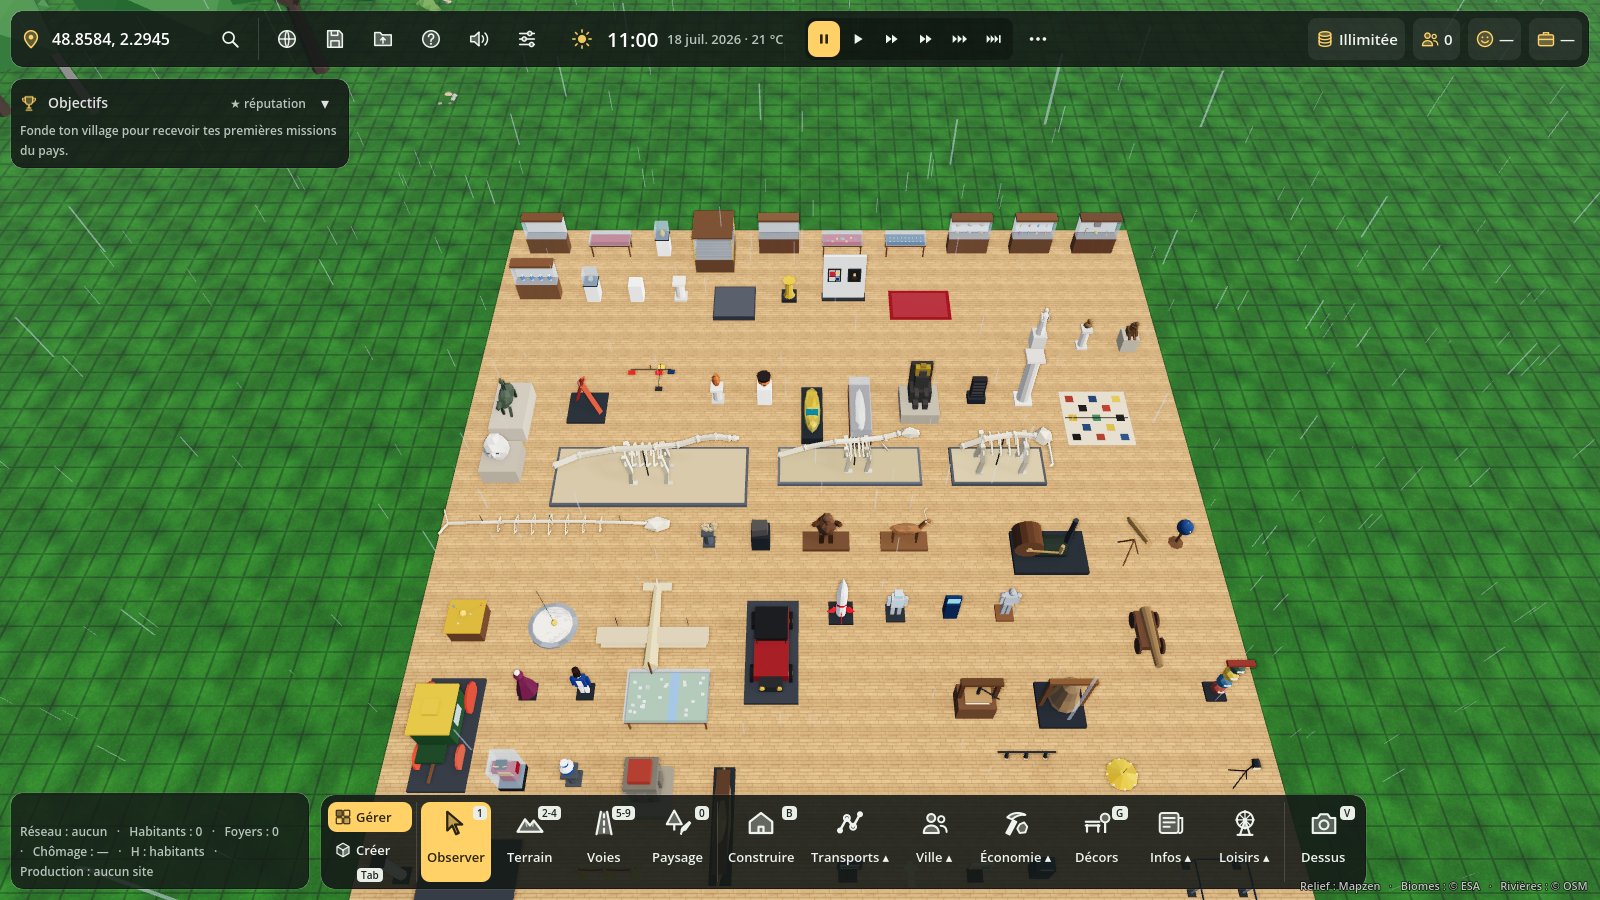 48.8584, 2.2945
11:00 18 juil. 2026 · 21 °C
Illimitée
0
—
—
Objectifs
★ réputation ▼
Fonde ton village pour recevoir tes premières missions
du pays.
Réseau : aucun · Habitants : 0 · Foyers : 0
· Chômage : — · H : habitants ·
Production : aucun site
Gérer
Créer
Tab
1
Observer
2-4
Terrain
5-9
Voies
0
Paysage
B
Construire
Transports ▴
Ville ▴
Économie ▴
G
Décors
Infos ▴
Loisirs ▴
V
Dessus
Relief : Mapzen · Biomes : © ESA · Rivières : © OSM